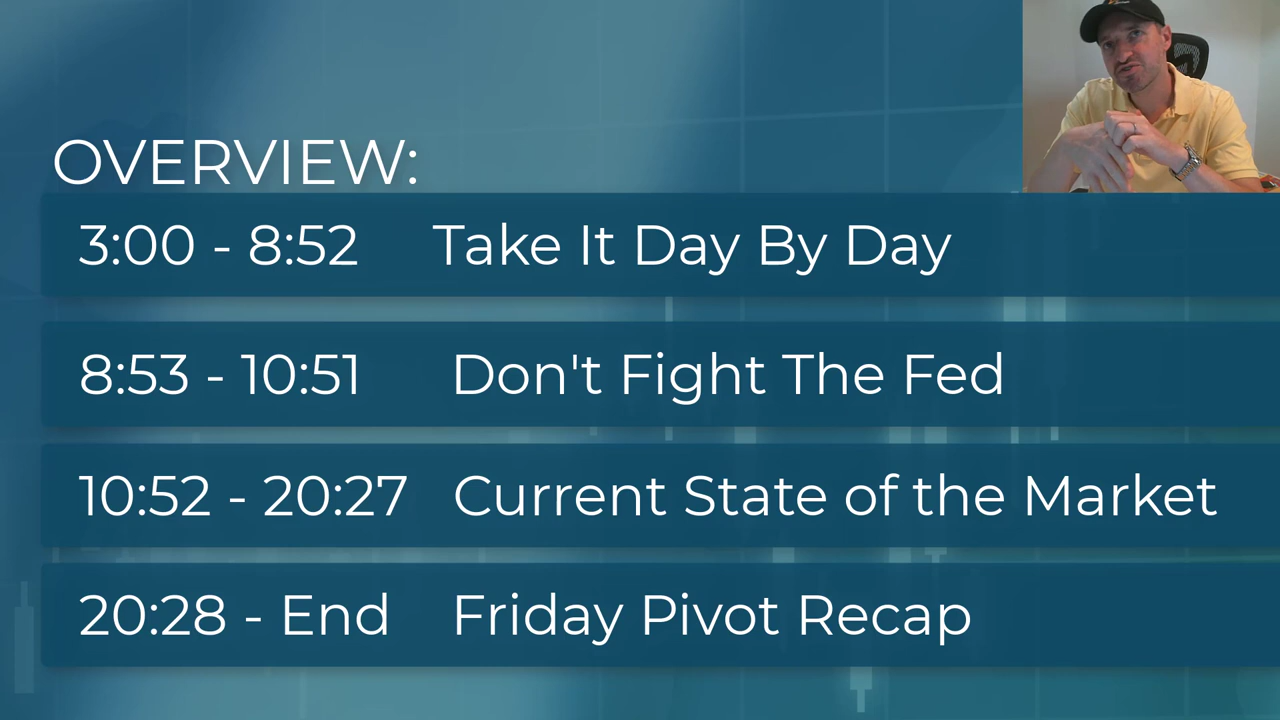 OVERVIEW:
3:00 - 8:52 Take It Day By Day
8:53 - 10:51 Don't Fight The Fed
10:52 - 20:27 Current State of the Market
20:28 - End Friday Pivot Recap